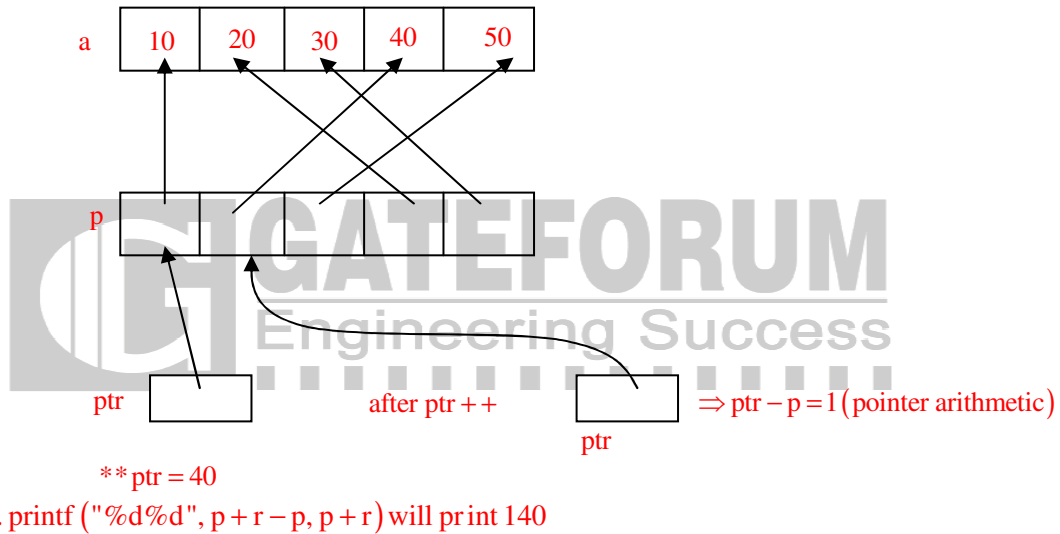 a 10 20 30 40 50
p
GATEFORUM
Engineering Success
ptr after ptr + + ⇒ ptr − p = 1 (pointer arithmetic)
ptr
** ptr = 40
. printf ("%d%d", p + r − p, p + r) will print 140